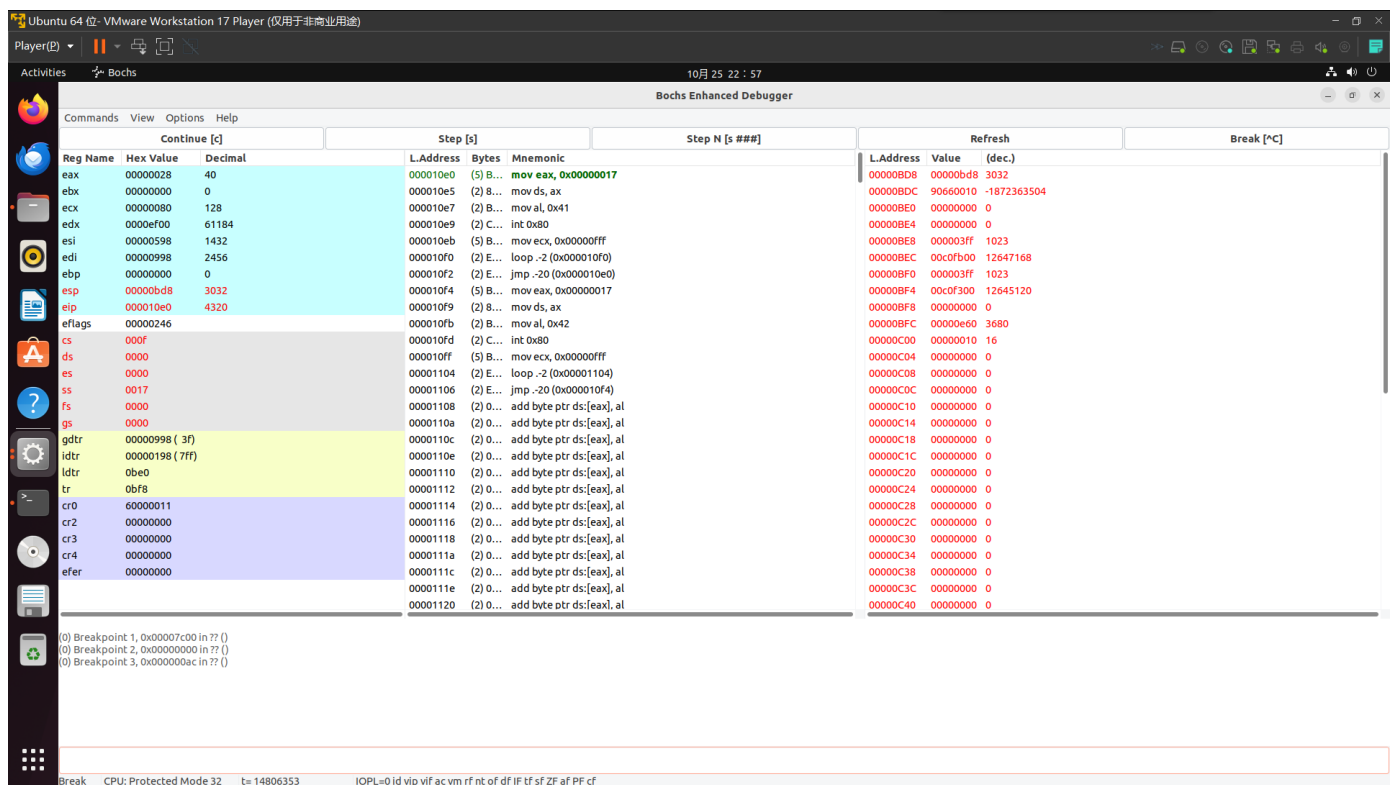 Ubuntu 64 位- VMware Workstation 17 Player (仅用于非商业用途)
Player(P)
Activities Bochs 10月 25 22：57
Bochs Enhanced Debugger
Commands View Options Help
Continue [c] Step [s] Step N [s ###] Refresh Break [^C]
Reg Name Hex Value Decimal L.Address Bytes Mnemonic L.Address Value (dec.)
eax 00000028 40 000010e0 (5) B... mov eax, 0x00000017 00000BD8 00000bd8 3032
ebx 00000000 0 000010e5 (2) 8... mov ds, ax 00000BDC 90660010 -1872363504
ecx 00000080 128 000010e7 (2) B... mov al, 0x41 00000BE0 00000000 0
edx 0000ef00 61184 000010e9 (2) C... int 0x80 00000BE4 00000000 0
esi 00000598 1432 000010eb (5) B... mov ecx, 0x00000fff 00000BE8 000003ff 1023
edi 00000998 2456 000010f0 (2) E... loop .-2 (0x000010f0) 00000BEC 00c0fb00 12647168
ebp 00000000 0 000010f2 (2) E... jmp .-20 (0x000010e0) 00000BF0 000003ff 1023
esp 00000bd8 3032 000010f4 (5) B... mov eax, 0x00000017 00000BF4 00c0f300 12645120
eip 000010e0 4320 000010f9 (2) 8... mov ds, ax 00000BF8 00000000 0
eflags 00000246 000010fb (2) B... mov al, 0x42 00000BFC 00000e60 3680
cs 000f 000010fd (2) C... int 0x80 00000C00 00000010 16
ds 0000 000010ff (5) B... mov ecx, 0x00000fff 00000C04 00000000 0
es 0000 00001104 (2) E... loop .-2 (0x00001104) 00000C08 00000000 0
ss 0017 00001106 (2) E... jmp .-20 (0x000010f4) 00000C0C 00000000 0
fs 0000 00001108 (2) 0... add byte ptr ds:[eax], al 00000C10 00000000 0
gs 0000 0000110a (2) 0... add byte ptr ds:[eax], al 00000C14 00000000 0
gdtr 00000998 ( 3f) 0000110c (2) 0... add byte ptr ds:[eax], al 00000C18 00000000 0
idtr 00000198 ( 7ff) 0000110e (2) 0... add byte ptr ds:[eax], al 00000C1C 00000000 0
ldtr 0be0 00001110 (2) 0... add byte ptr ds:[eax], al 00000C20 00000000 0
tr 0bf8 00001112 (2) 0... add byte ptr ds:[eax], al 00000C24 00000000 0
cr0 60000011 00001114 (2) 0... add byte ptr ds:[eax], al 00000C28 00000000 0
cr2 00000000 00001116 (2) 0... add byte ptr ds:[eax], al 00000C2C 00000000 0
cr3 00000000 00001118 (2) 0... add byte ptr ds:[eax], al 00000C30 00000000 0
cr4 00000000 0000111a (2) 0... add byte ptr ds:[eax], al 00000C34 00000000 0
efer 00000000 0000111c (2) 0... add byte ptr ds:[eax], al 00000C38 00000000 0
0000111e (2) 0... add byte ptr ds:[eax], al 00000C3C 00000000 0
00001120 (2) 0... add byte ptr ds:[eax], al 00000C40 00000000 0
(0) Breakpoint 1, 0x00007c00 in ?? ()
(0) Breakpoint 2, 0x00000000 in ?? ()
(0) Breakpoint 3, 0x000000ac in ?? ()
Break CPU: Protected Mode 32 t= 14806353 IOPL=0 id vip vif ac vm rf nt of df IF tf sf ZF af PF cf